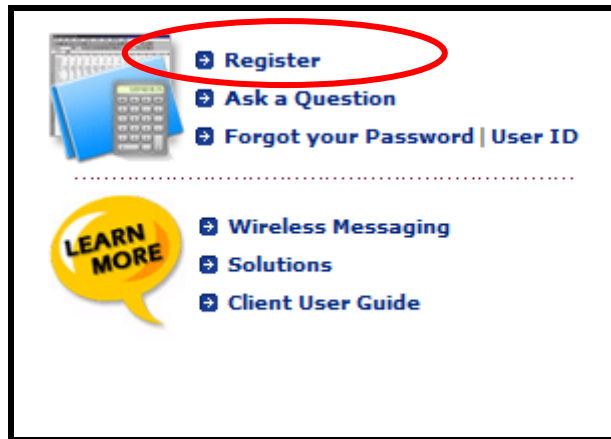 Register
Ask a Question
Forgot your Password | User ID
LEARN
MORE
Wireless Messaging
Solutions
Client User Guide